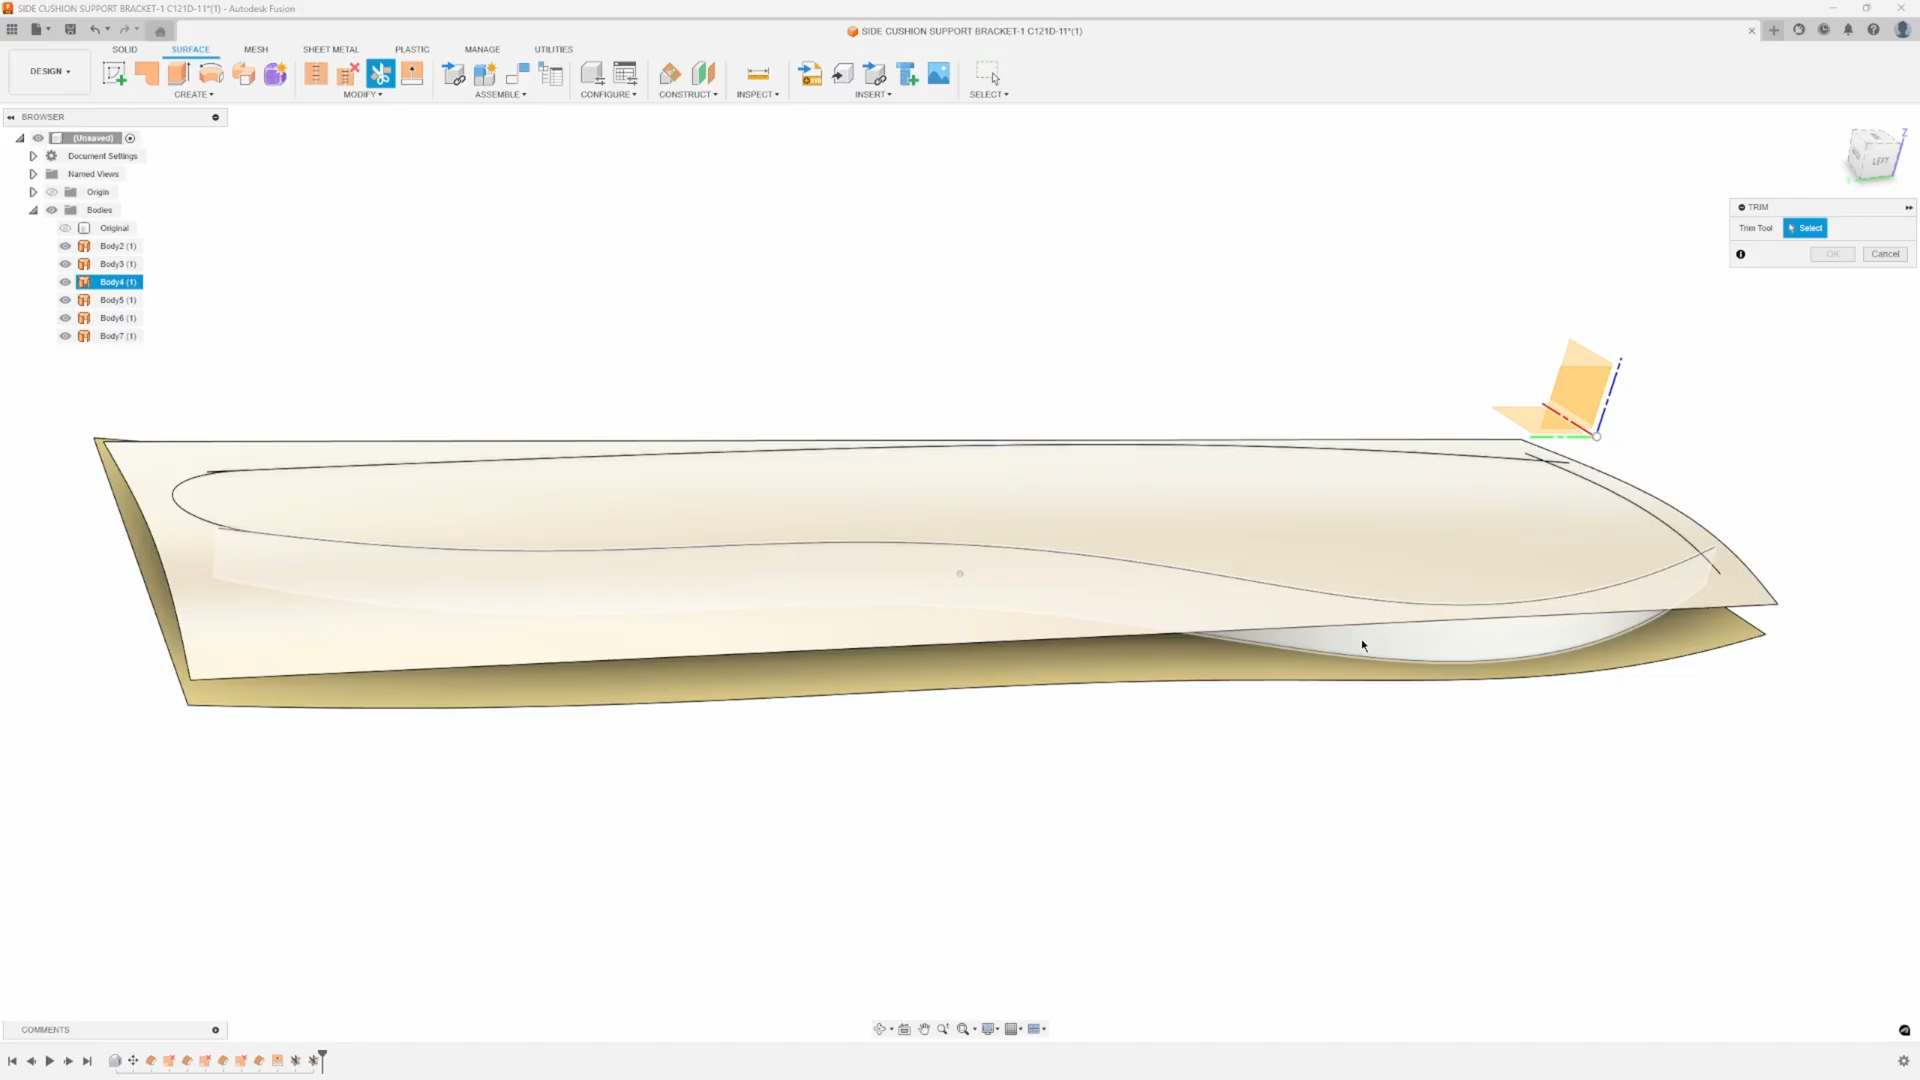 SIDE CUSHION SUPPORT BRACKET-1 C121D-11*(1) - Autodesk Fusion
SIDE CUSHION SUPPORT BRACKET-1 C121D-11*(1)
SOLID SURFACE MESH SHEET METAL PLASTIC MANAGE UTILITIES
DESIGN
CREATE MODIFY ASSEMBLE CONFIGURE CONSTRUCT INSPECT INSERT SELECT
BROWSER
(Unsaved)
Document Settings
Named Views
Origin
Bodies
Original
Body2 (1)
Body3 (1)
Body4 (1)
Body5 (1)
Body6 (1)
Body7 (1)
Z
LEFT
TRIM
Trim Tool Select
OK Cancel
COMMENTS